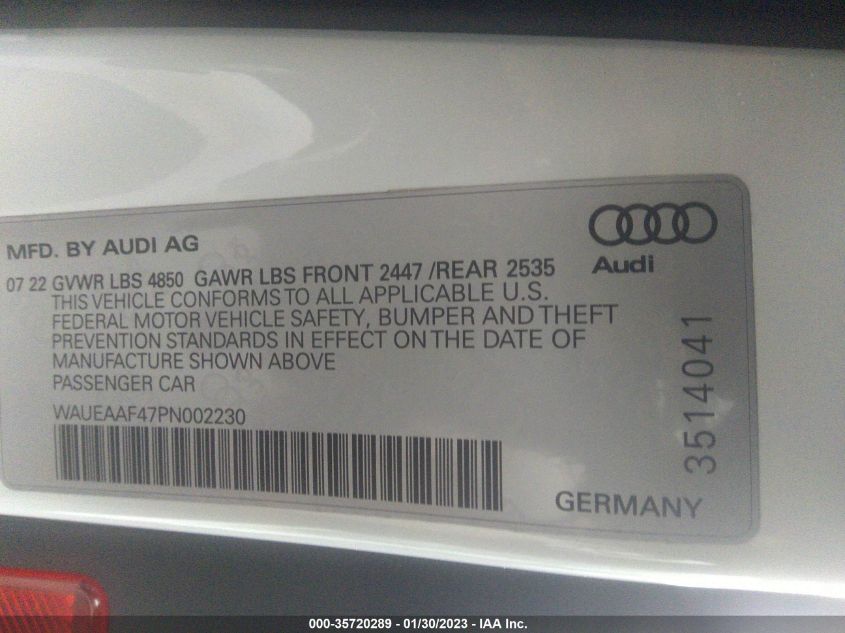 MFD. BY AUDI AG
07 22 GVWR LBS 4850 GAWR LBS FRONT 2447 /REAR 2535
THIS VEHICLE CONFORMS TO ALL APPLICABLE U.S.
FEDERAL MOTOR VEHICLE SAFETY, BUMPER AND THEFT
PREVENTION STANDARDS IN EFFECT ON THE DATE OF
MANUFACTURE SHOWN ABOVE
PASSENGER CAR
WAUEAAF47PN002230
Audi
3514041
GERMANY
000-35720289 - 01/30/2023 - IAA Inc.